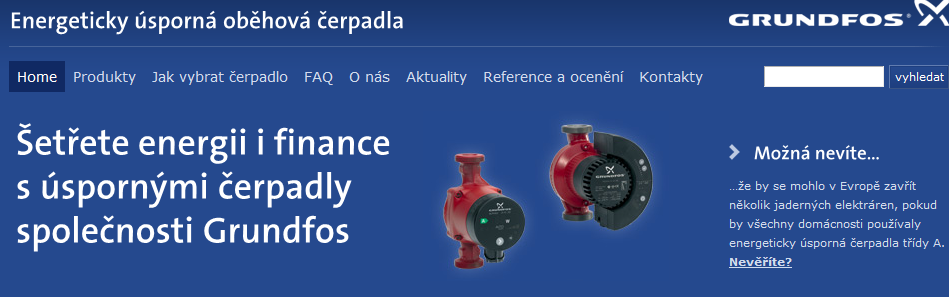 Energeticky úsporná oběhová čerpadla
GRUNDFOS
Home Produkty Jak vybrat čerpadlo FAQ O nás Aktuality Reference a ocenění Kontakty
vyhledat
Šetřete energii i finance
s úspornými čerpadly
společnosti Grundfos
GRUNDFOS
Možná nevíte...
...že by se mohlo v Evropě zavřít
několik jaderných elektráren, pokud
by všechny domácnosti používaly
energeticky úsporná čerpadla třídy A.
Nevěříte?